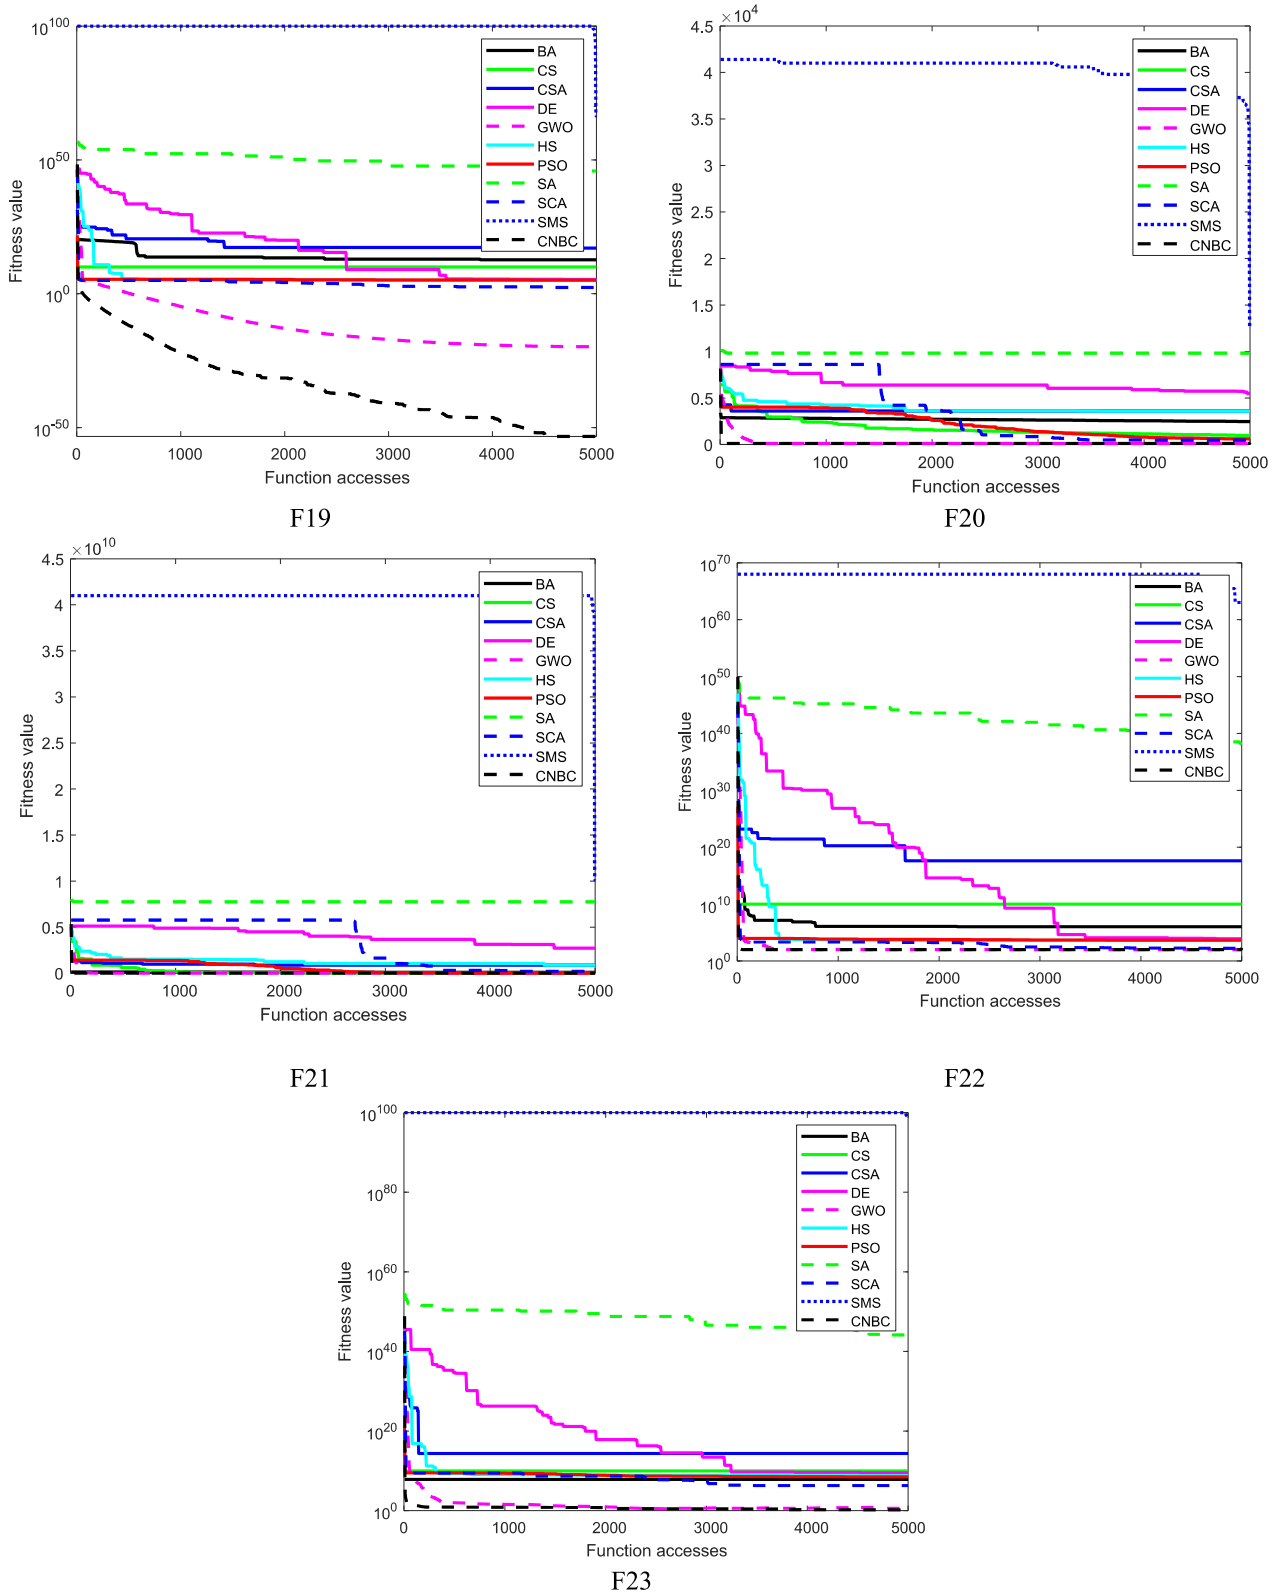 10^100
10^50
10^0
10^-50
Fitness value
0
1000
2000
3000
4000
5000
Function accesses
BA
CS
CSA
DE
GWO
HS
PSO
SA
SCA
SMS
CNBC
F19
×10^4
4.5
4
3.5
3
2.5
2
1.5
1
0.5
0
Fitness value
0
1000
2000
3000
4000
5000
Function accesses
BA
CS
CSA
DE
GWO
HS
PSO
SA
SCA
SMS
CNBC
F20
×10^10
4.5
4
3.5
3
2.5
2
1.5
1
0.5
0
Fitness value
0
1000
2000
3000
4000
5000
Function accesses
BA
CS
CSA
DE
GWO
HS
PSO
SA
SCA
SMS
CNBC
F21
10^70
10^60
10^50
10^40
10^30
10^20
10^10
10^0
Fitness value
0
1000
2000
3000
4000
5000
Function accesses
BA
CS
CSA
DE
GWO
HS
PSO
SA
SCA
SMS
CNBC
F22
10^100
10^80
10^60
10^40
10^20
10^0
Fitness value
0
1000
2000
3000
4000
5000
Function accesses
BA
CS
CSA
DE
GWO
HS
PSO
SA
SCA
SMS
CNBC
F23